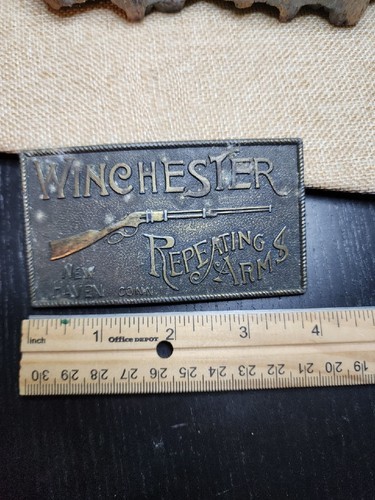 WINCHESTER
REPEATING
ARMS
NEW
HAVEN CONN
inch 1 2 3 4
Office DEPOT
30 29 28 27 26 25 24 23 22 21 20 19 18